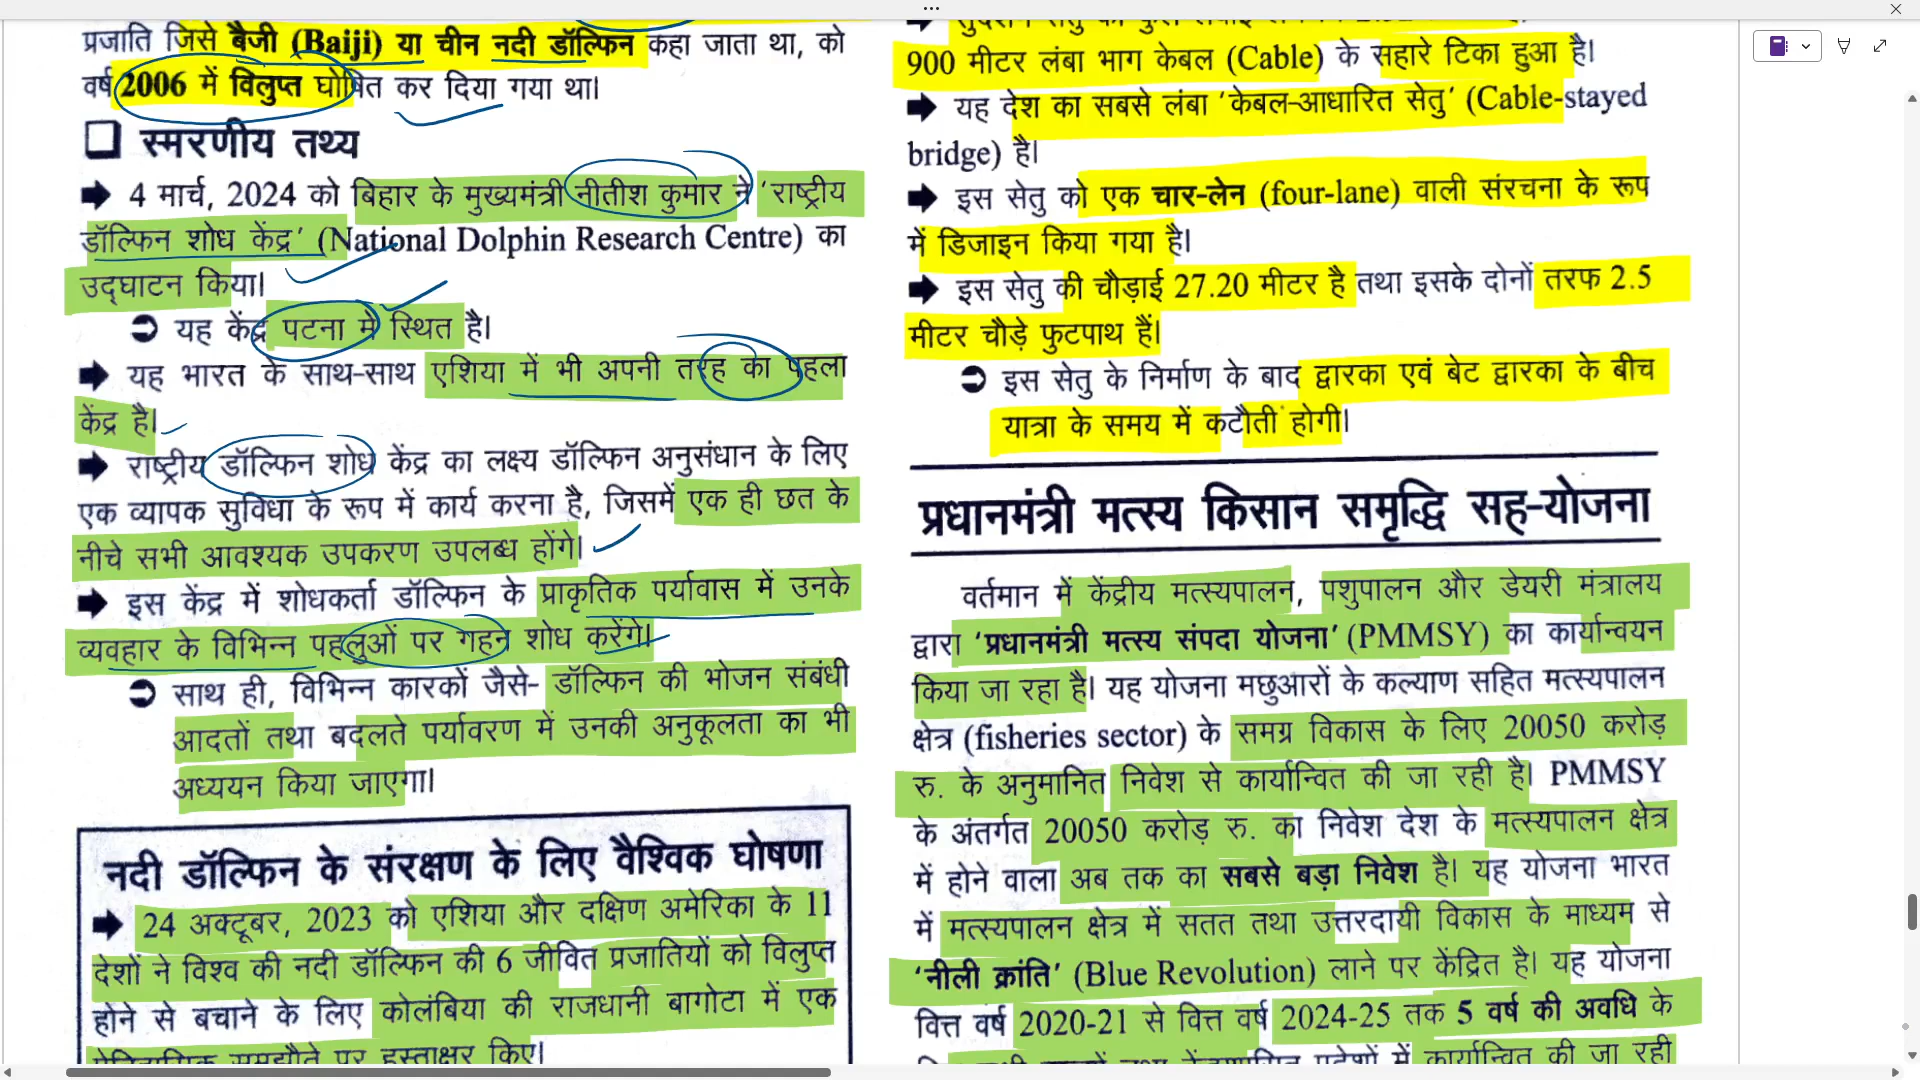 प्रजाति जिसे बैजी (Baiji) या चीन नदी डॉल्फिन कहा जाता था, को
वर्ष 2006 में विलुप्त घोषित कर दिया गया था।
स्मरणीय तथ्य
4 मार्च, 2024 को बिहार के मुख्यमंत्री नीतीश कुमार ने ‘राष्ट्रीय
डॉल्फिन शोध केंद्र’ (National Dolphin Research Centre) का
उद्घाटन किया।
यह केंद्र पटना में स्थित है।
यह भारत के साथ-साथ एशिया में भी अपनी तरह का पहला
केंद्र है।
राष्ट्रीय डॉल्फिन शोध केंद्र का लक्ष्य डॉल्फिन अनुसंधान के लिए
एक व्यापक सुविधा के रूप में कार्य करना है, जिसमें एक ही छत के
नीचे सभी आवश्यक उपकरण उपलब्ध होंगे।
इस केंद्र में शोधकर्ता डॉल्फिन के प्राकृतिक पर्यावास में उनके
व्यवहार के विभिन्न पहलुओं पर गहन शोध करेंगे।
साथ ही, विभिन्न कारकों जैसे- डॉल्फिन की भोजन संबंधी
आदतों तथा बदलते पर्यावरण में उनकी अनुकूलता का भी
अध्ययन किया जाएगा।
नदी डॉल्फिन के संरक्षण के लिए वैश्विक घोषणा
24 अक्टूबर, 2023 को एशिया और दक्षिण अमेरिका के 11
देशों ने विश्व की नदी डॉल्फिन की 6 जीवित प्रजातियों को विलुप्त
होने से बचाने के लिए कोलंबिया की राजधानी बागोटा में एक
ऐतिहासिक समझौते पर हस्ताक्षर किए।
900 मीटर लंबा भाग केबल (Cable) के सहारे टिका हुआ है।
यह देश का सबसे लंबा ‘केबल-आधारित सेतु’ (Cable-stayed
bridge) है।
इस सेतु को एक चार-लेन (four-lane) वाली संरचना के रूप
में डिजाइन किया गया है।
इस सेतु की चौड़ाई 27.20 मीटर है तथा इसके दोनों तरफ 2.5
मीटर चौड़े फुटपाथ हैं।
इस सेतु के निर्माण के बाद द्वारका एवं बेट द्वारका के बीच
यात्रा के समय में कटौती होगी।
प्रधानमंत्री मत्स्य किसान समृद्धि सह-योजना
वर्तमान में केंद्रीय मत्स्यपालन, पशुपालन और डेयरी मंत्रालय
द्वारा ‘प्रधानमंत्री मत्स्य संपदा योजना’ (PMMSY) का कार्यान्वयन
किया जा रहा है। यह योजना मछुआरों के कल्याण सहित मत्स्यपालन
क्षेत्र (fisheries sector) के समग्र विकास के लिए 20050 करोड़
रु. के अनुमानित निवेश से कार्यान्वित की जा रही है। PMMSY
के अंतर्गत 20050 करोड़ रु. का निवेश देश के मत्स्यपालन क्षेत्र
में होने वाला अब तक का सबसे बड़ा निवेश है। यह योजना भारत
में मत्स्यपालन क्षेत्र में सतत तथा उत्तरदायी विकास के माध्यम से
‘नीली क्रांति’ (Blue Revolution) लाने पर केंद्रित है। यह योजना
वित्त वर्ष 2020-21 से वित्त वर्ष 2024-25 तक 5 वर्ष की अवधि के
में कार्यान्वित की जा रही